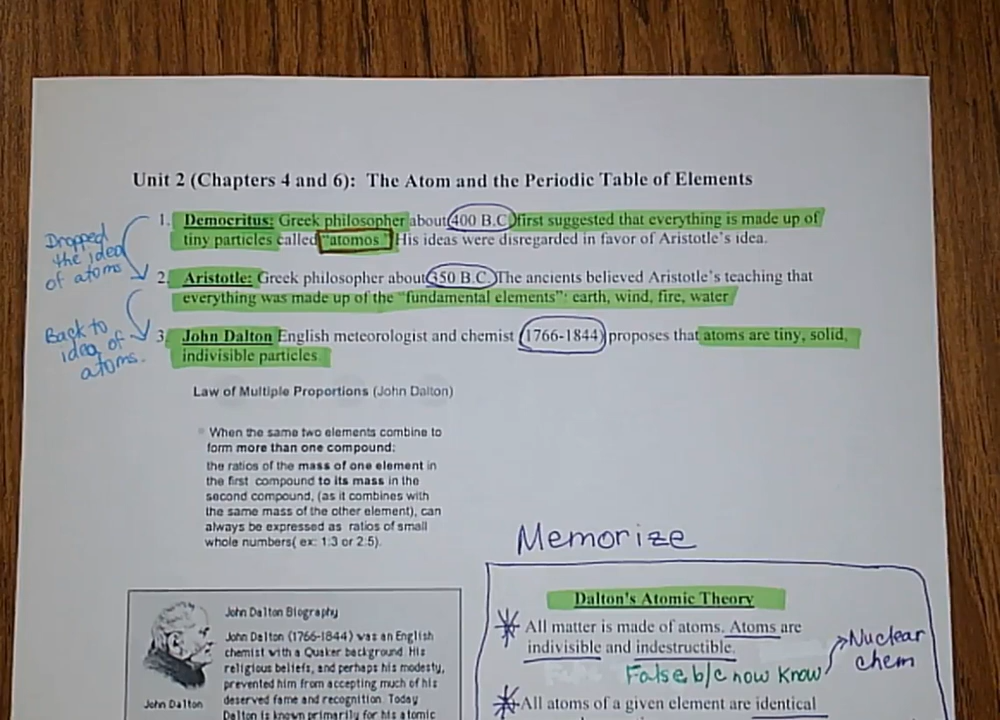 Unit 2 (Chapters 4 and 6): The Atom and the Periodic Table of Elements
1. Democritus: Greek philosopher about 400 B.C. first suggested that everything is made up of
tiny particles called "atomos." His ideas were disregarded in favor of Aristotle's idea.
Dropped
the idea
of atoms
2. Aristotle: Greek philosopher about 350 B.C. The ancients believed Aristotle's teaching that
everything was made up of the "fundamental elements": earth, wind, fire, water
Back to
idea of
atoms.
3. John Dalton English meteorologist and chemist (1766-1844) proposes that atoms are tiny, solid,
indivisible particles
Law of Multiple Proportions (John Dalton)
When the same two elements combine to
form more than one compound:
the ratios of the mass of one element in
the first compound to its mass in the
second compound, (as it combines with
the same mass of the other element), can
always be expressed as ratios of small
whole numbers( ex: 1:3 or 2:5).
John Dalton Biography
John Dalton (1766-1844) was an English
chemist with a Quaker background. His
religious beliefs, and perhaps his modesty,
prevented him from accepting much of his
deserved fame and recognition. Today
Dalton is known primarily for his atomic
John Dalton
Memorize
Dalton's Atomic Theory
All matter is made of atoms. Atoms are
indivisible and indestructible.
False b/c now know
Nuclear
chem
All atoms of a given element are identical